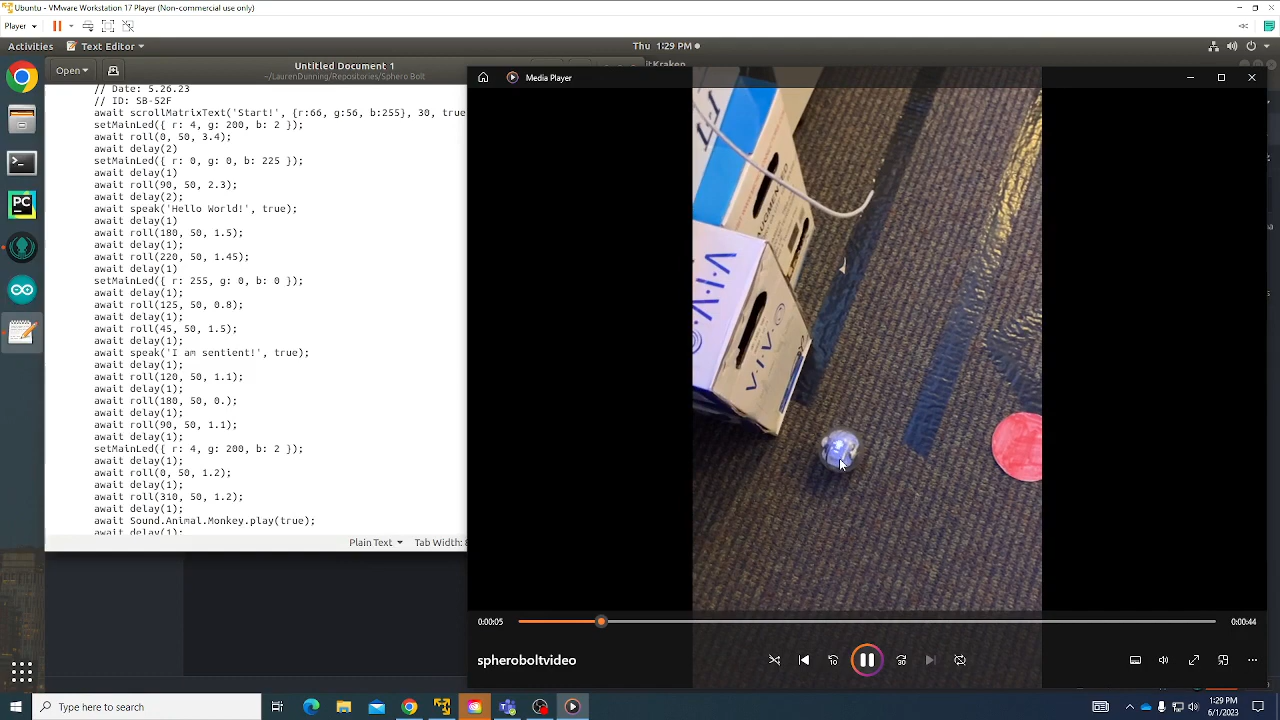 Ubuntu - VMware Workstation 17 Player (Non-commercial use only)
Player
Activities
Text Editor
Thu 1:29 PM
Open
Untitled Document 1
~/LaurenDunning/Repositories/Sphero Bolt
itKraken
Media Player
// Date: 5.26.23
// ID: SB-52F
await scrollMatrixText('Start!', {r:66, g:56, b:255}, 30, true
setMainLed({ r: 4, g: 200, b: 2 });
await roll(0, 50, 3.4);
await delay(2)
setMainLed({ r: 0, g: 0, b: 225 });
await delay(1)
await roll(90, 50, 2.3);
await delay(2);
await speak('Hello World!', true);
await delay(1)
await roll(180, 50, 1.5);
await delay(1);
await roll(220, 50, 1.45);
await delay(1)
setMainLed({ r: 255, g: 0, b: 0 });
await delay(1);
await roll(125, 50, 0.8);
await delay(1);
await roll(45, 50, 1.5);
await delay(1);
await speak('I am sentient!', true);
await delay(1);
await roll(120, 50, 1.1);
await delay(1);
await roll(180, 50, 0.);
await delay(1);
await roll(90, 50, 1.1);
await delay(1);
setMainLed({ r: 4, g: 200, b: 2 });
await delay(1);
await roll(0, 50, 1.2);
await delay(1);
await roll(310, 50, 1.2);
await delay(1);
await Sound.Animal.Monkey.play(true);
await delay(1);
Plain Text
Tab Width: 8
V·I·V·
V·I·V·
0:00:05
0:00:44
spheroboltvideo
10
30
Type here to search
1:29 PM
6/1/2023